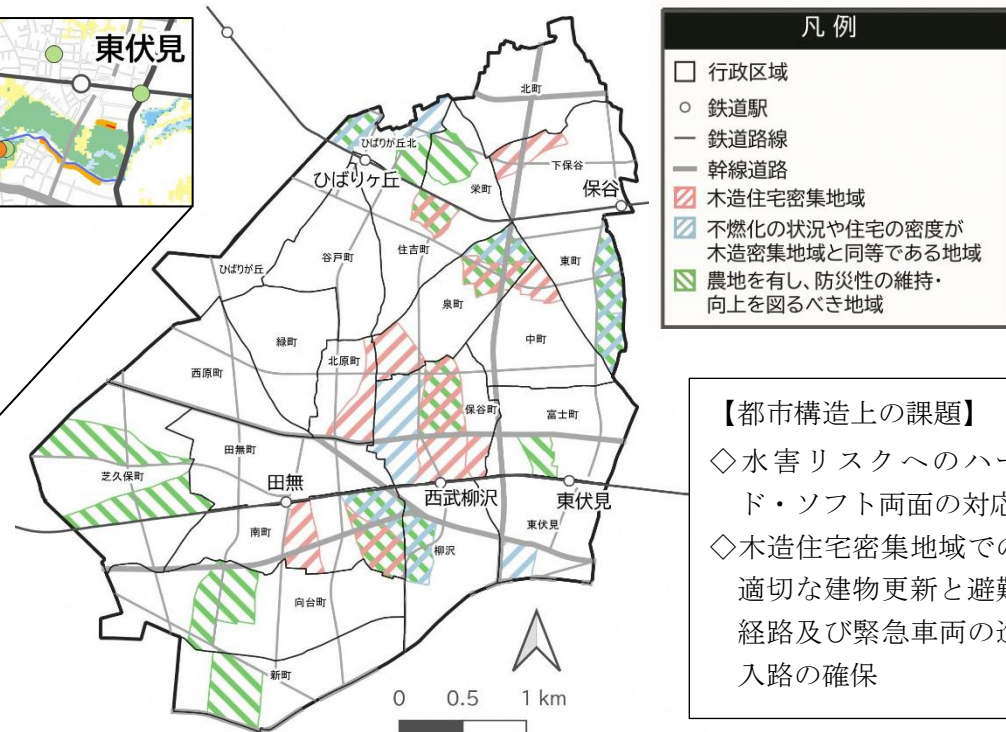 東伏見
凡例
行政区域
鉄道駅
鉄道路線
幹線道路
木造住宅密集地域
不燃化の状況や住宅の密度が
木造密集地域と同等である地域
農地を有し、防災性の維持・
向上を図るべき地域
北町
ひばりが丘北
下保谷
ひばりヶ丘
栄町
保谷
住吉町
谷戸町
東町
ひばりが丘
泉町
中町
緑町
北原町
西原町
保谷町
富士町
田無町
芝久保町
田無
西武柳沢
東伏見
南町
東伏見
柳沢
向台町
新町
0 0.5 1 km
【都市構造上の課題】
◇水害リスクへのハー
ド・ソフト両面の対応
◇木造住宅密集地域での
適切な建物更新と避難
経路及び緊急車両の進
入路の確保